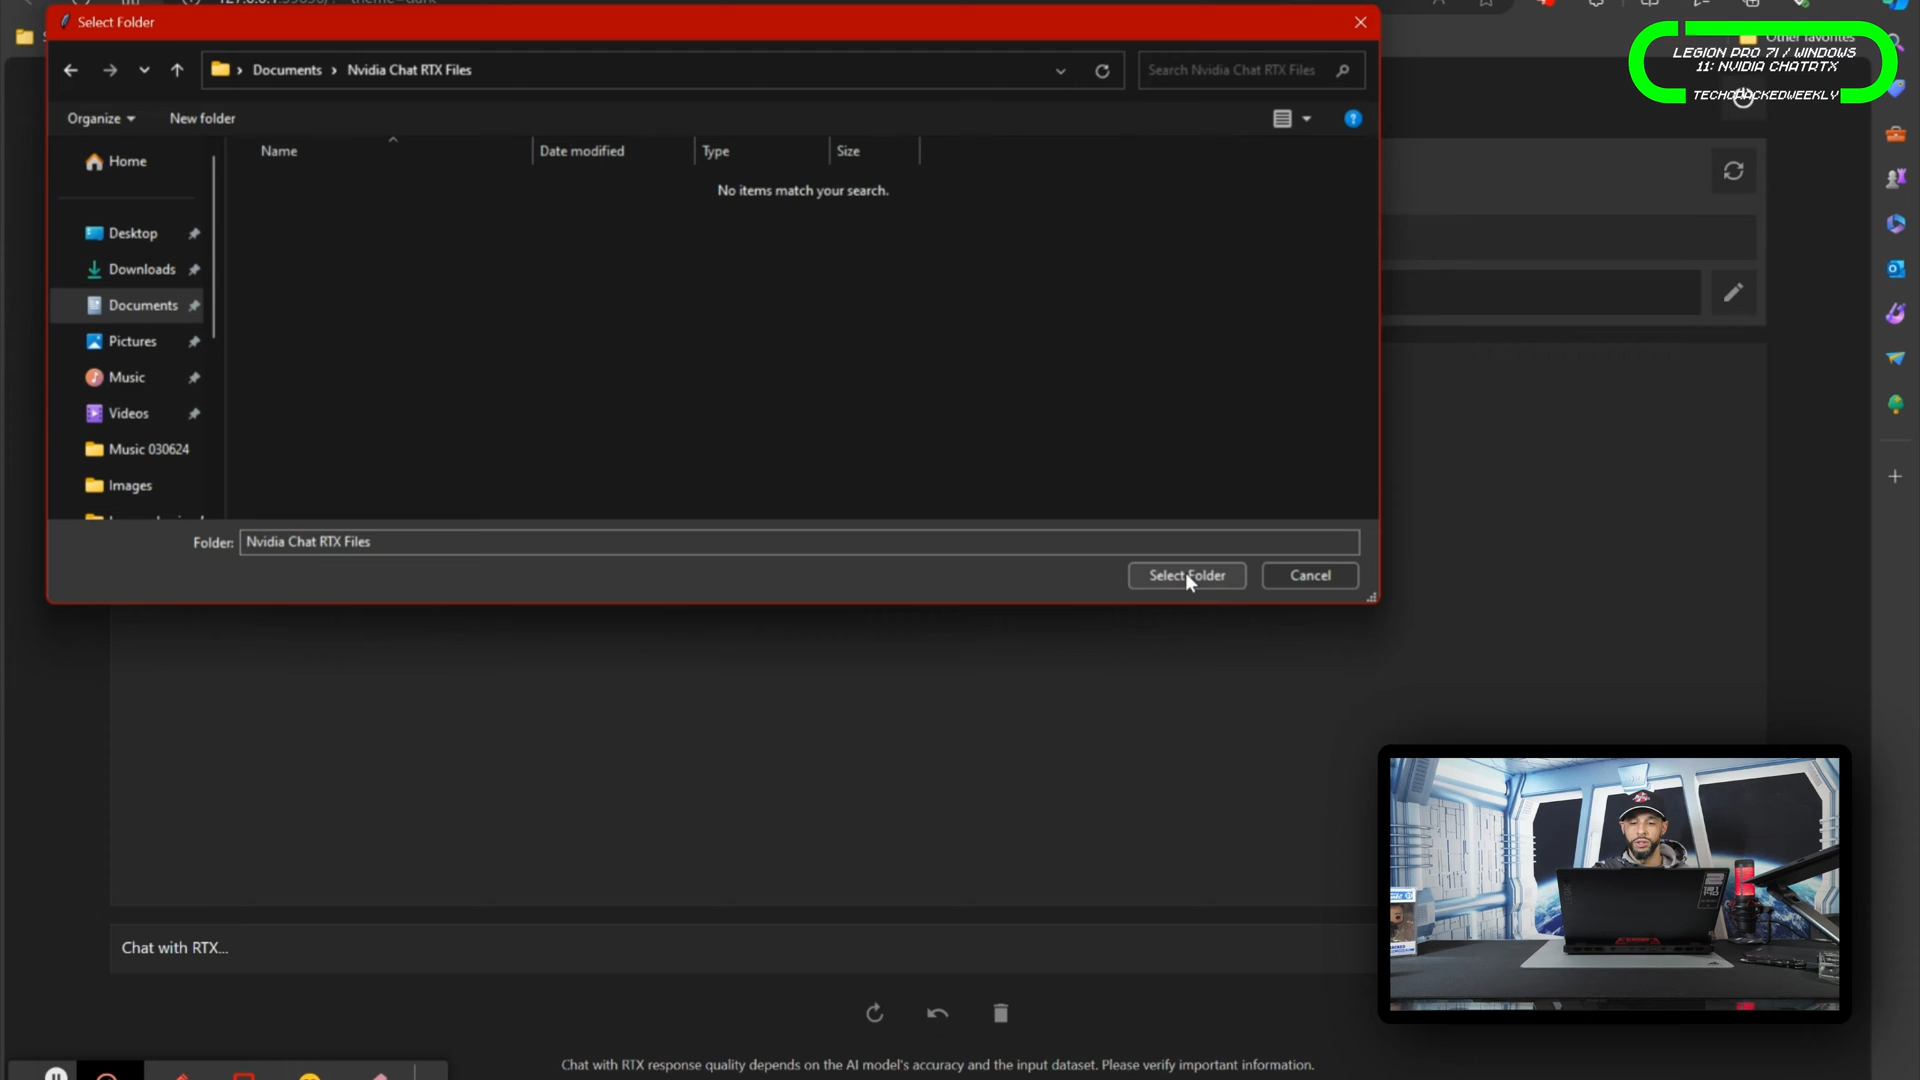 Select Folder
Documents
Nvidia Chat RTX Files
Search Nvidia Chat RTX Files
Other favorites
LEGION PRO 7I / WINDOWS
11: NVIDIA CHATRTX
TECHQHACKEDWEEKLY
Organize
New folder
Name
Date modified
Type
Size
No items match your search.
Home
Desktop
Downloads
Documents
Pictures
Music
Videos
Music 030624
Images
Folder:
Nvidia Chat RTX Files
Select Folder
Cancel
Chat with RTX...
Chat with RTX response quality depends on the AI model's accuracy and the input dataset. Please verify important information.